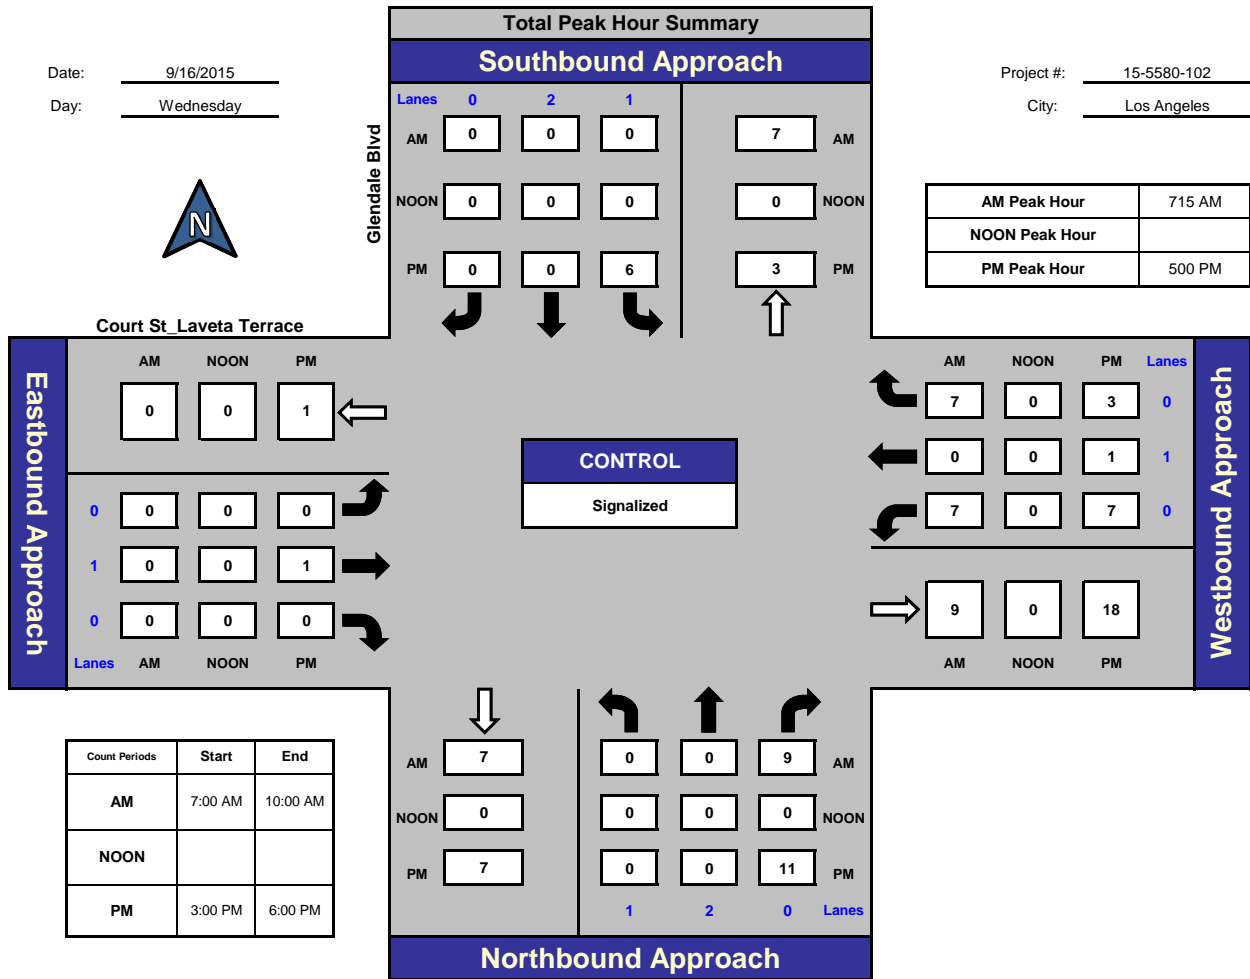 Total Peak Hour Summary
Southbound Approach
Date: 9/16/2015
Day: Wednesday
Project #: 15-5580-102
City: Los Angeles
Glendale Blvd
Lanes 0 2 1
AM 0 0 0 7 AM
NOON 0 0 0 0 NOON
PM 0 0 6 3 PM
N
AM Peak Hour 715 AM
NOON Peak Hour
PM Peak Hour 500 PM
Court St_Laveta Terrace
Eastbound Approach
AM NOON PM
0 0 1
0 0 0 0
1 0 0 1
0 0 0 0
Lanes AM NOON PM
CONTROL
Signalized
AM NOON PM Lanes
7 0 3 0
0 0 1 1
7 0 7 0
9 0 18
AM NOON PM
Westbound Approach
Count Periods Start End
AM 7:00 AM 10:00 AM
NOON
PM 3:00 PM 6:00 PM
AM 7 0 0 9 AM
NOON 0 0 0 0 NOON
PM 7 0 0 11 PM
1 2 0 Lanes
Northbound Approach